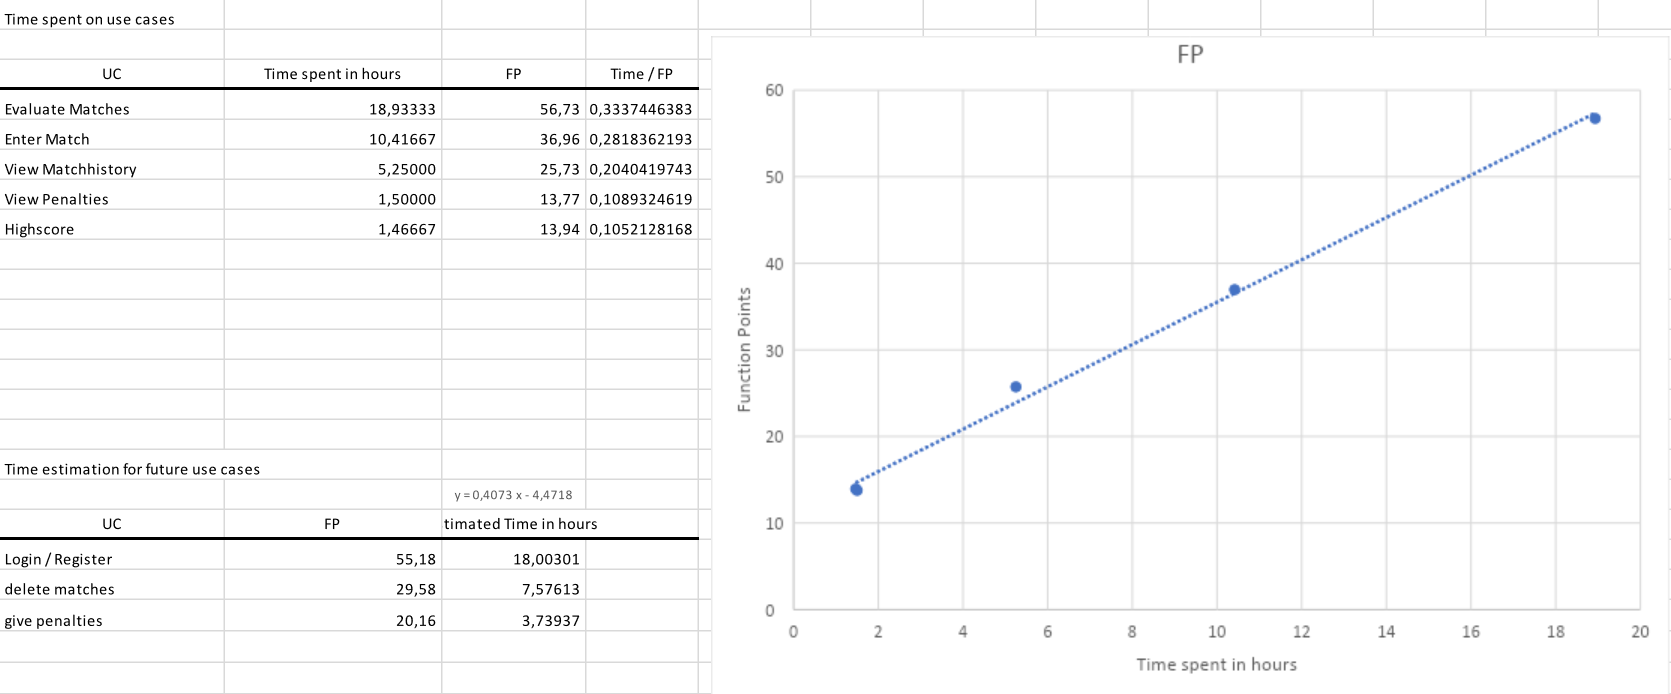 Time spent on use cases
UC Time spent in hours FP Time / FP
Evaluate Matches 18,93333 56,73 0,3337446383
Enter Match 10,41667 36,96 0,2818362193
View Matchhistory 5,25000 25,73 0,2040419743
View Penalties 1,50000 13,77 0,1089324619
Highscore 1,46667 13,94 0,1052128168
Time estimation for future use cases
y = 0,4073 x - 4,4718
UC FP timated Time in hours
Login / Register 55,18 18,00301
delete matches 29,58 7,57613
give penalties 20,16 3,73937
FP
60
50
40
30
20
10
0
Function Points
0 2 4 6 8 10 12 14 16 18 20
Time spent in hours